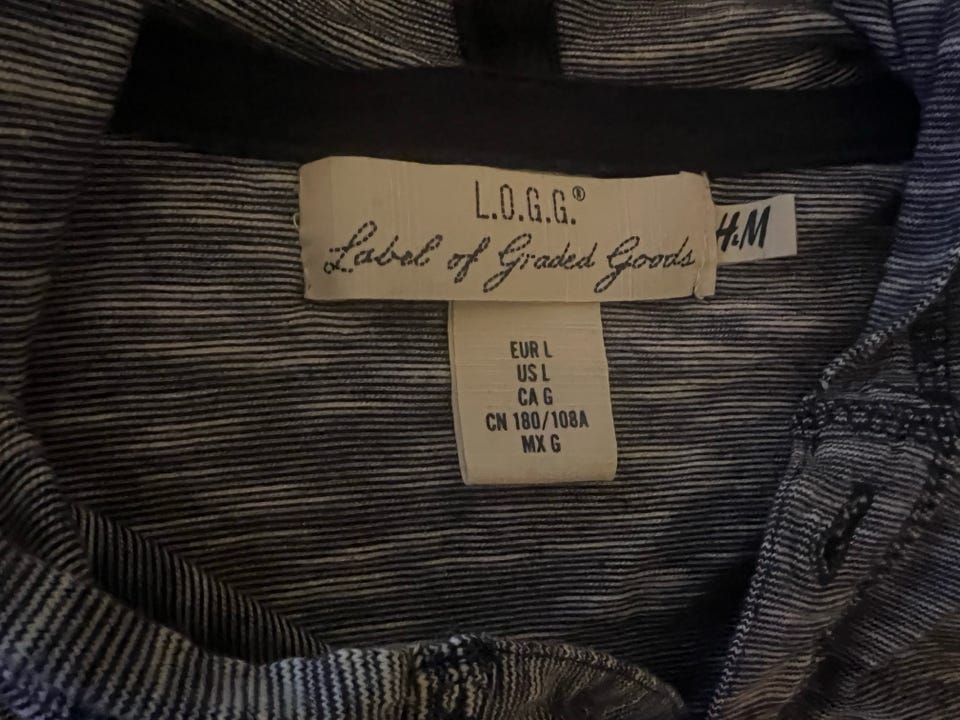 L.O.G.G.®
Label of Graded Goods
H&M
EUR L
US L
CA G
CN 180/108A
MX G